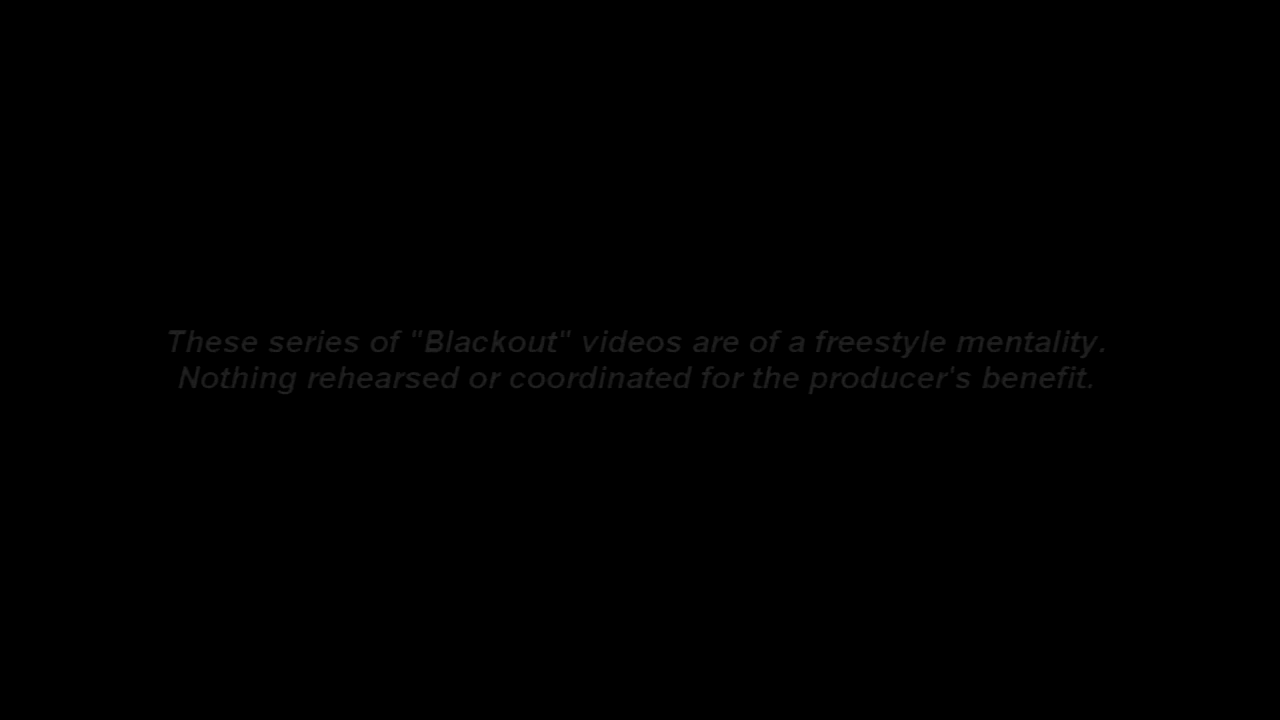 These series of "Blackout" videos are of a freestyle mentality.
Nothing rehearsed or coordinated for the producer's benefit.